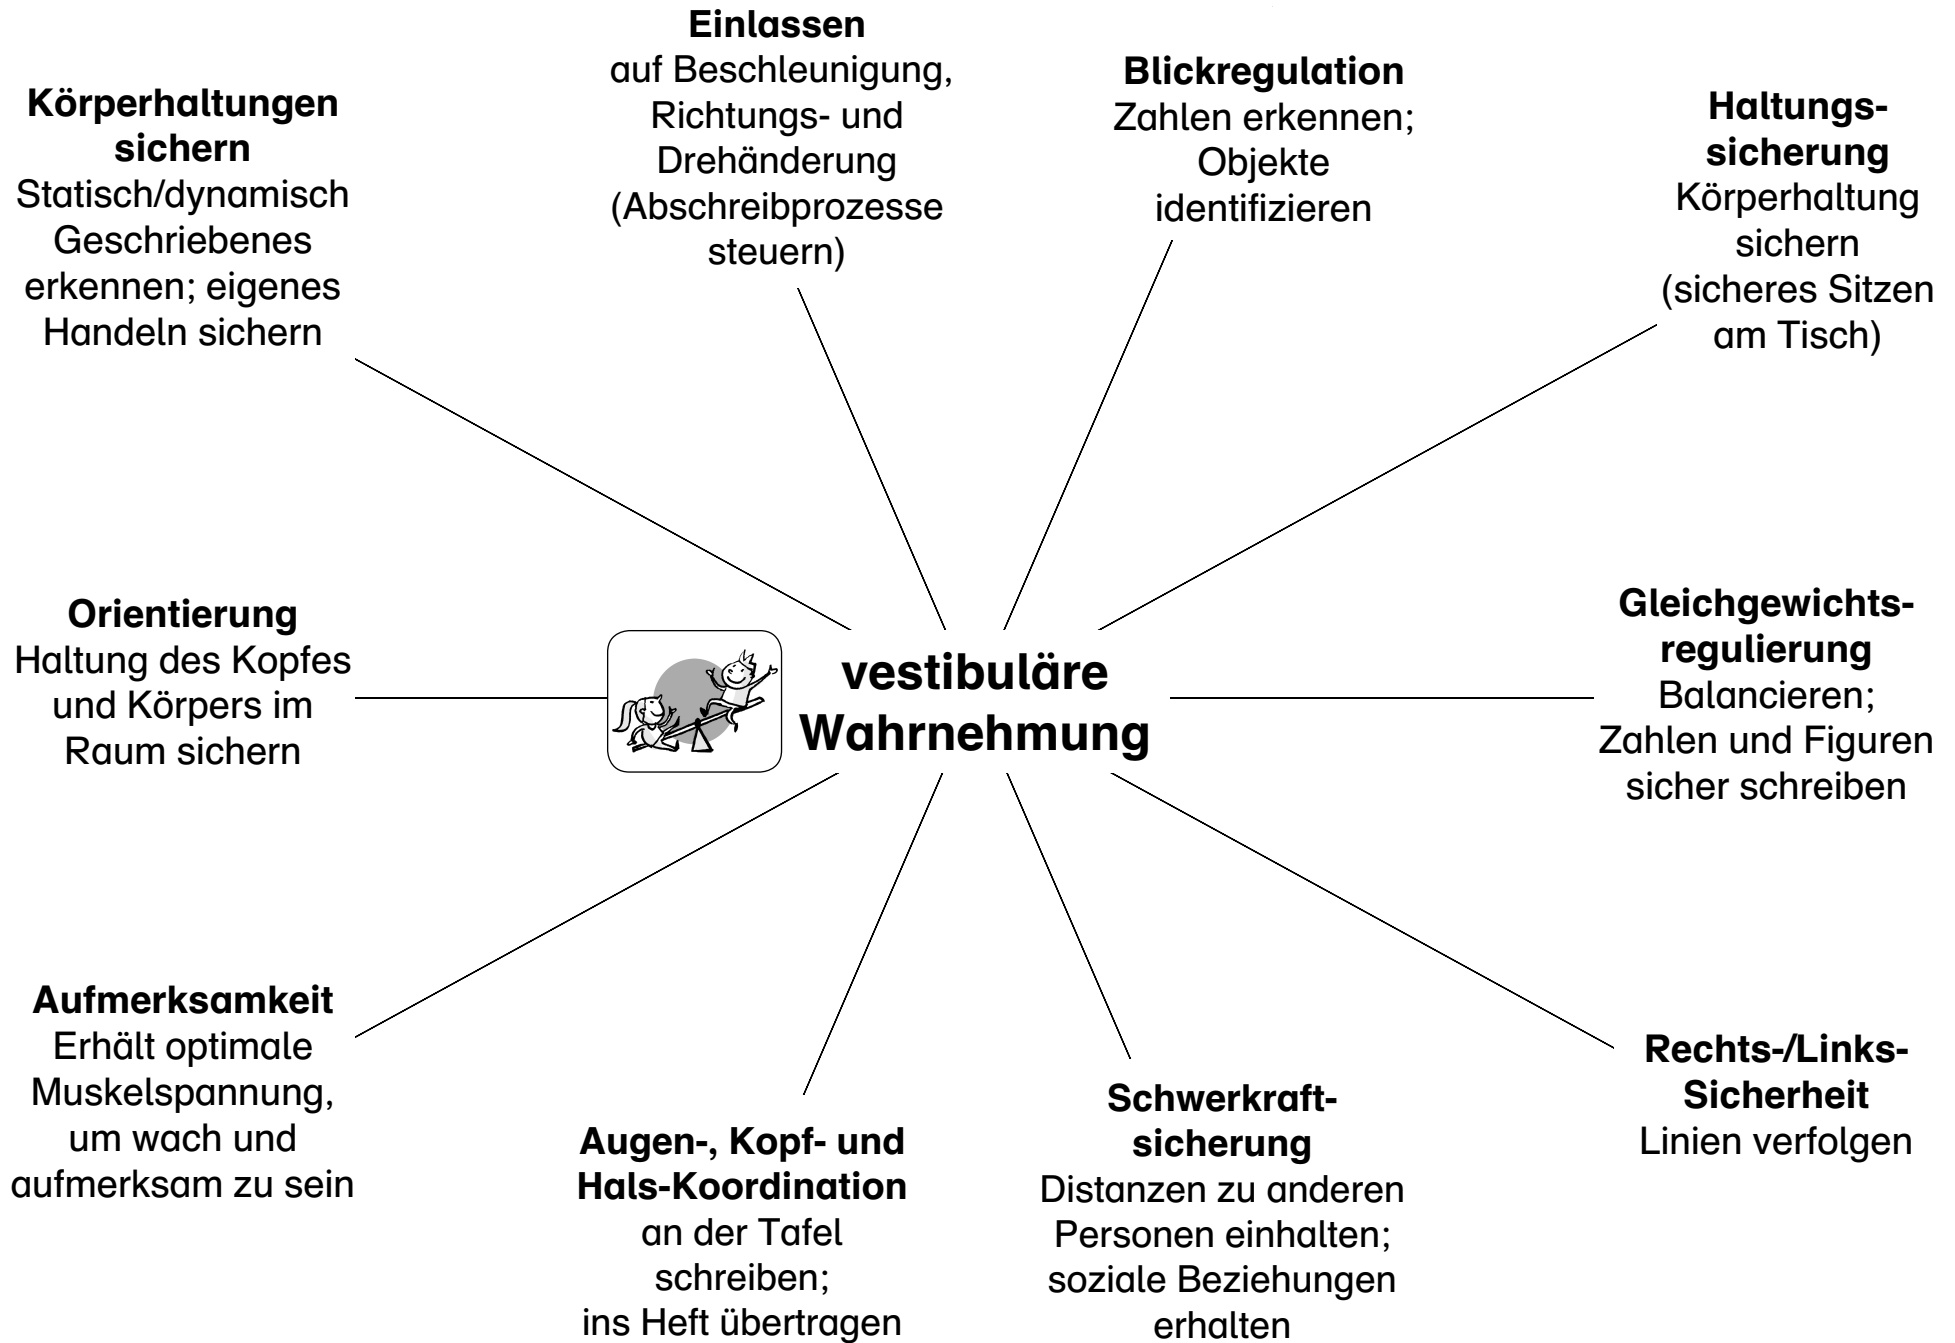 Einlassen
auf Beschleunigung,
Richtungs- und
Drehänderung
(Abschreibprozesse
steuern)
Blickregulation
Zahlen erkennen;
Objekte
identifizieren
Körperhaltungen
sichern
Statisch/dynamisch
Geschriebenes
erkennen; eigenes
Handeln sichern
Haltungs-
sicherung
Körperhaltung
sichern
(sicheres Sitzen
am Tisch)
Orientierung
Haltung des Kopfes
und Körpers im
Raum sichern
vestibuläre
Wahrnehmung
Gleichgewichts-
regulierung
Balancieren;
Zahlen und Figuren
sicher schreiben
Aufmerksamkeit
Erhält optimale
Muskelspannung,
um wach und
aufmerksam zu sein
Augen-, Kopf- und
Hals-Koordination
an der Tafel
schreiben;
ins Heft übertragen
Schwerkraft-
sicherung
Distanzen zu anderen
Personen einhalten;
soziale Beziehungen
erhalten
Rechts-/Links-
Sicherheit
Linien verfolgen